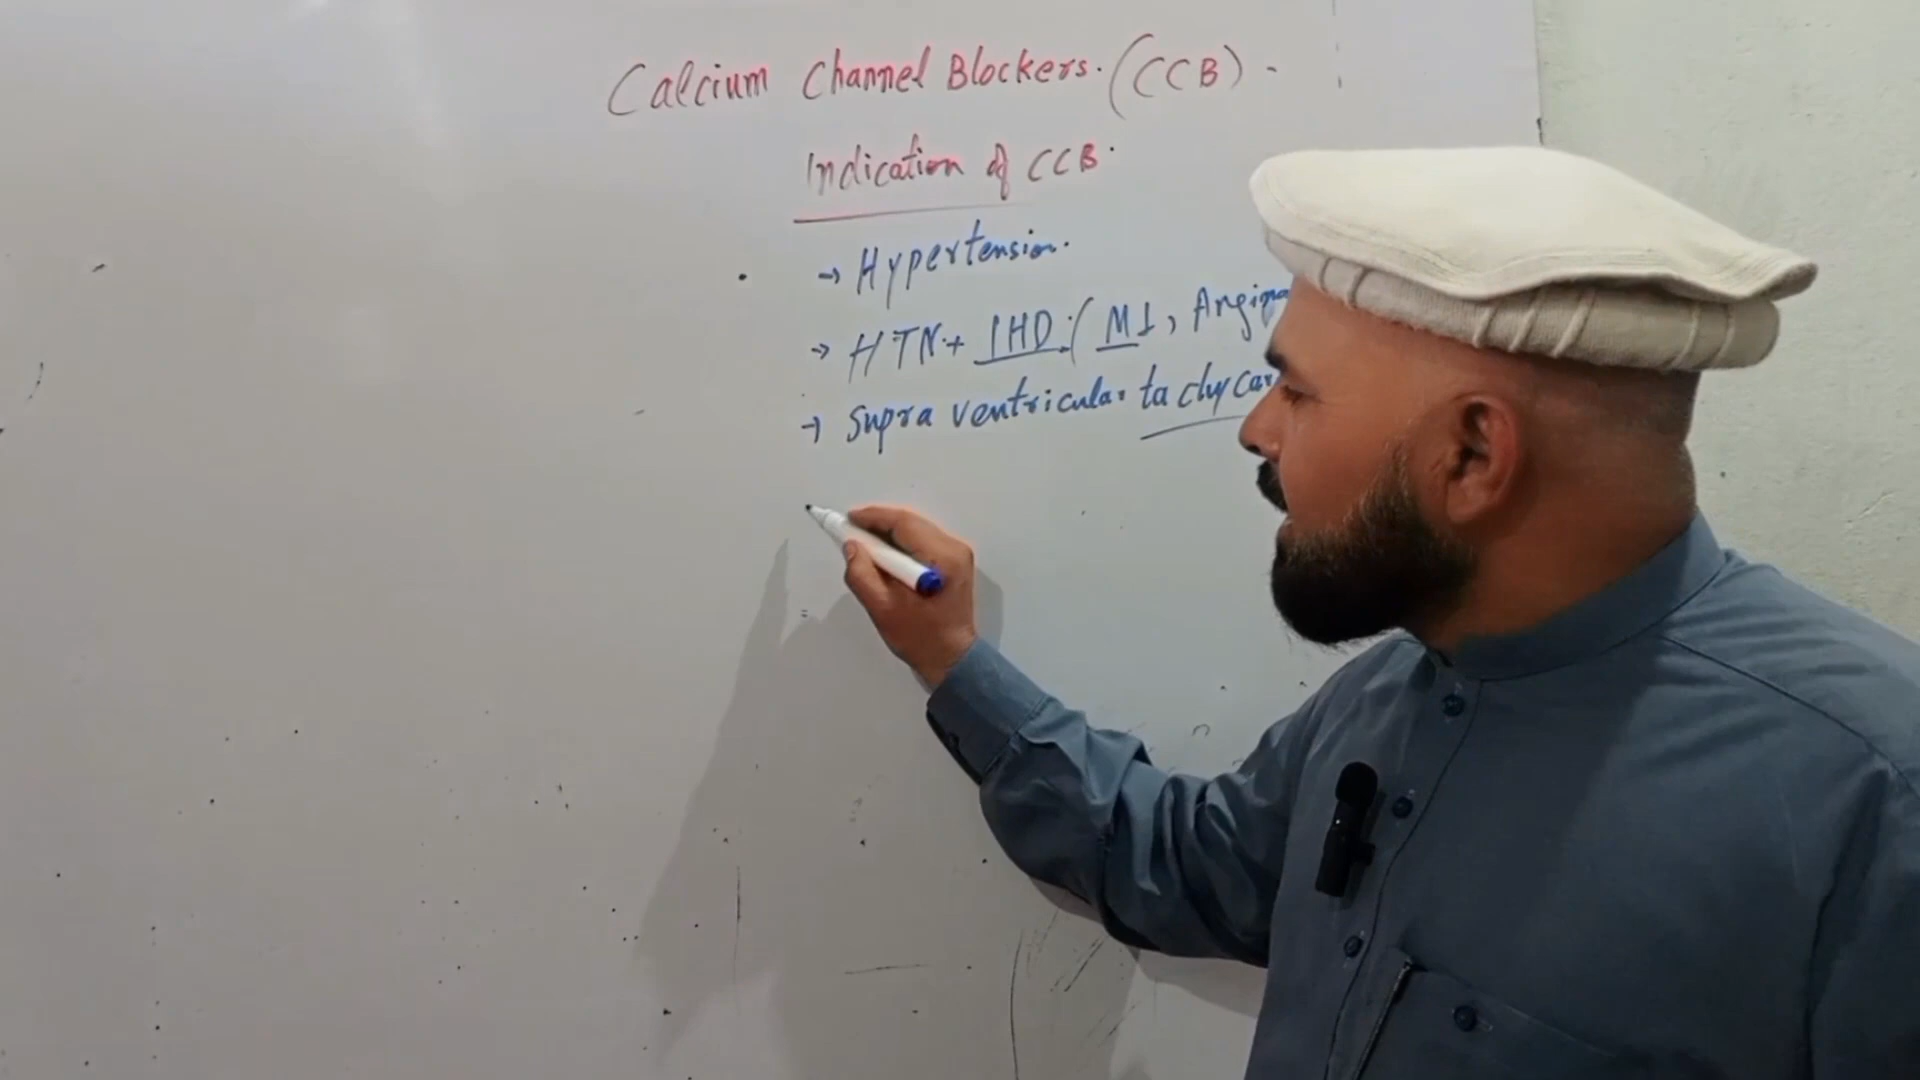 Calcium Channel Blockers. (CCB) -
Indication of CCB.
→ Hypertension.
→ HTN + IHD. (MI, Angina
→ Supra ventricular tachycar